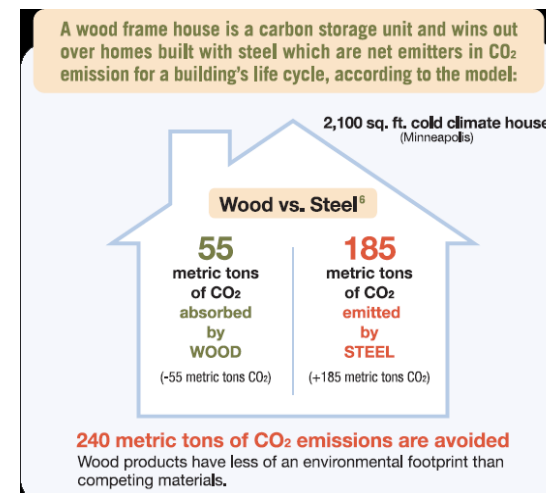 A wood frame house is a carbon storage unit and wins out
over homes built with steel which are net emitters in CO₂
emission for a building's life cycle, according to the model:
2,100 sq. ft. cold climate house
(Minneapolis)
Wood vs. Steel⁶
55
metric tons
of CO₂
absorbed
by
WOOD
(-55 metric tons CO₂)
185
metric tons
of CO₂
emitted
by
STEEL
(+185 metric tons CO₂)
240 metric tons of CO₂ emissions are avoided
Wood products have less of an environmental footprint than
competing materials.